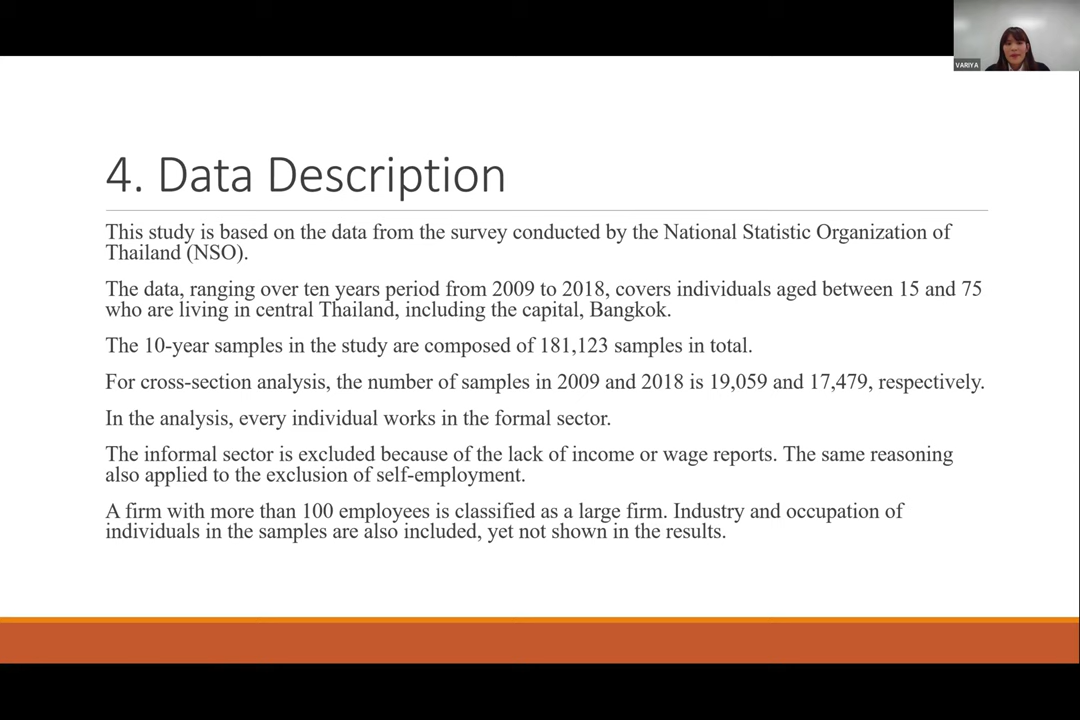 VARIYA
4. Data Description
This study is based on the data from the survey conducted by the National Statistic Organization of
Thailand (NSO).
The data, ranging over ten years period from 2009 to 2018, covers individuals aged between 15 and 75
who are living in central Thailand, including the capital, Bangkok.
The 10-year samples in the study are composed of 181,123 samples in total.
For cross-section analysis, the number of samples in 2009 and 2018 is 19,059 and 17,479, respectively.
In the analysis, every individual works in the formal sector.
The informal sector is excluded because of the lack of income or wage reports. The same reasoning
also applied to the exclusion of self-employment.
A firm with more than 100 employees is classified as a large firm. Industry and occupation of
individuals in the samples are also included, yet not shown in the results.